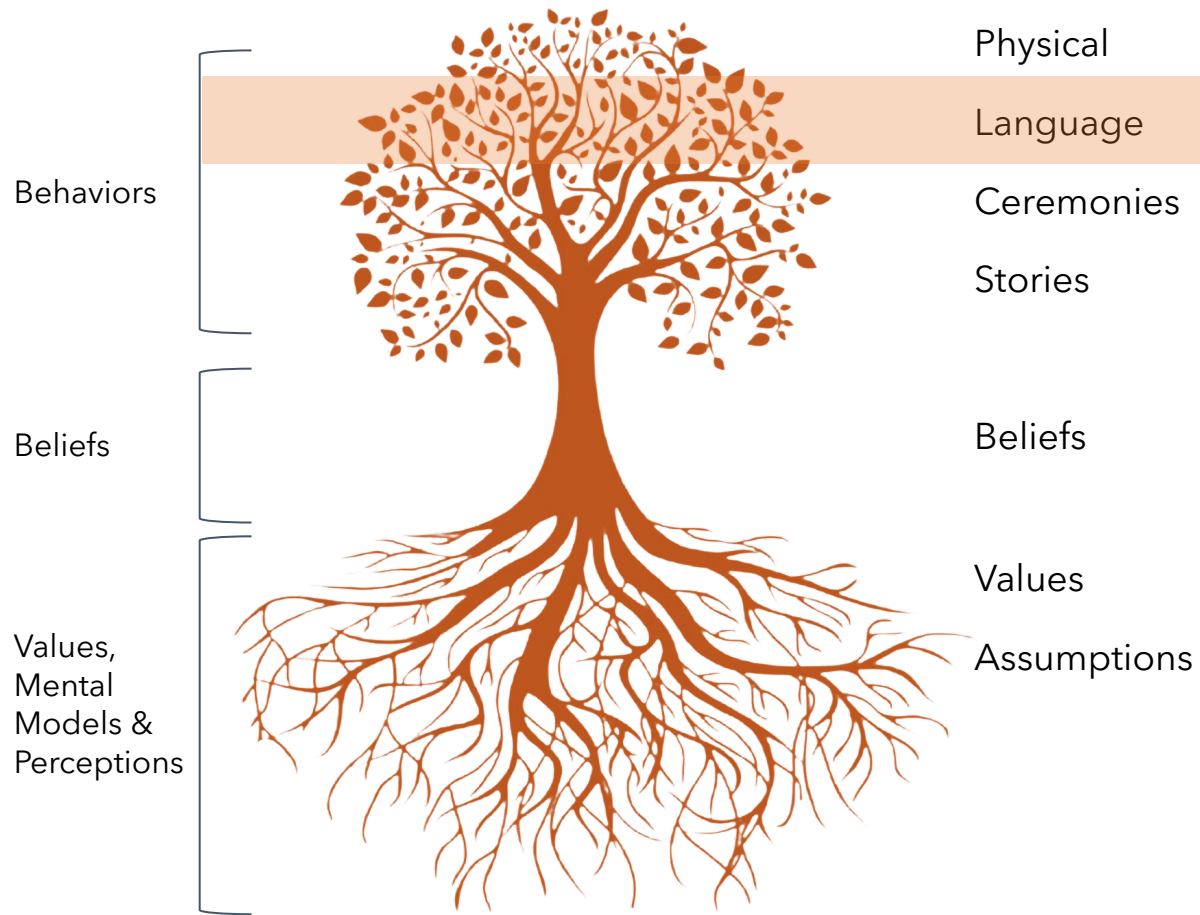 Physical
Language
Behaviors
Ceremonies
Stories
Beliefs
Beliefs
Values
Values,
Mental
Models &
Perceptions
Assumptions